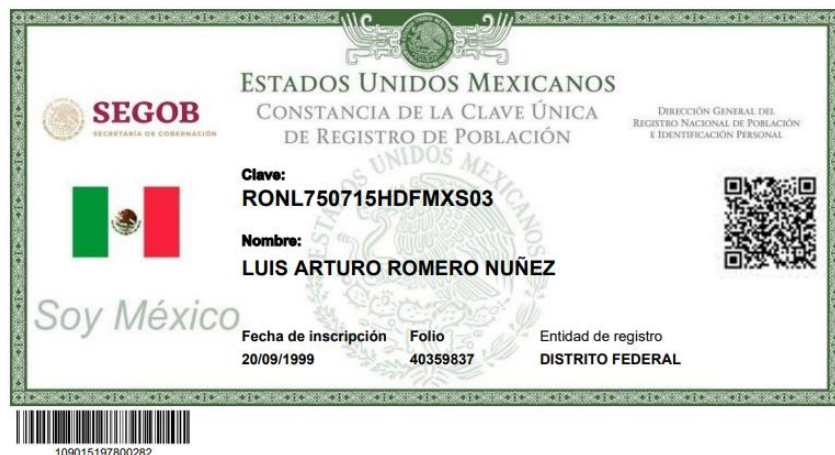 ESTADOS UNIDOS MEXICANOS
CONSTANCIA DE LA CLAVE ÚNICA
DE REGISTRO DE POBLACIÓN
SEGOB
SECRETARÍA DE GOBERNACIÓN
DIRECCIÓN GENERAL DEL
REGISTRO NACIONAL DE POBLACIÓN
E IDENTIFICACIÓN PERSONAL
Clave:
RONL750715HDFMXS03
Nombre:
LUIS ARTURO ROMERO NUÑEZ
Soy México
Fecha de inscripción Folio Entidad de registro
20/09/1999 40359837 DISTRITO FEDERAL
UNIDOS MEXICANOS
109015197800282